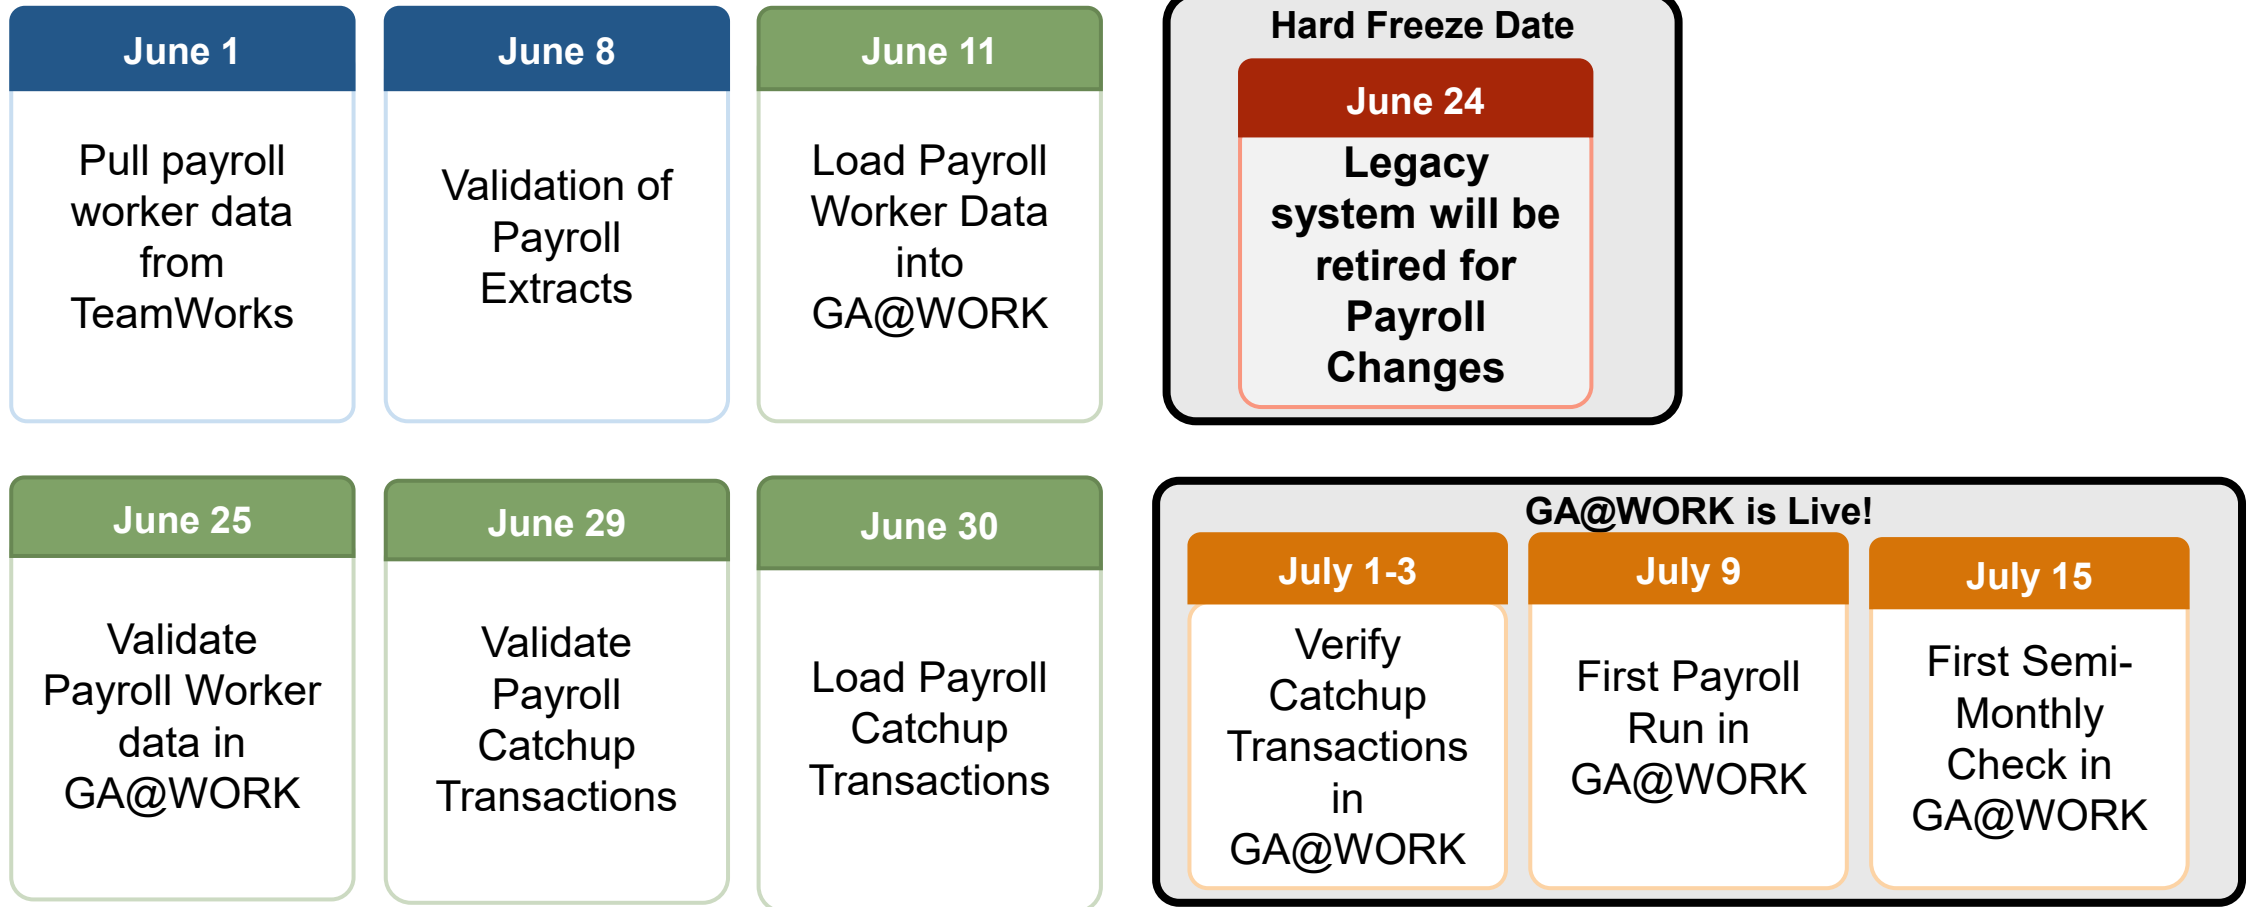 June 1
Pull payroll
worker data
from
TeamWorks
June 8
Validation of
Payroll
Extracts
June 11
Load Payroll
Worker Data
into
GA@WORK
Hard Freeze Date
June 24
Legacy
system will be
retired for
Payroll
Changes
June 25
Validate
Payroll Worker
data in
GA@WORK
June 29
Validate
Payroll
Catchup
Transactions
June 30
Load Payroll
Catchup
Transactions
GA@WORK is Live!
July 1-3
Verify
Catchup
Transactions
in
GA@WORK
July 9
First Payroll
Run in
GA@WORK
July 15
First Semi-
Monthly
Check in
GA@WORK